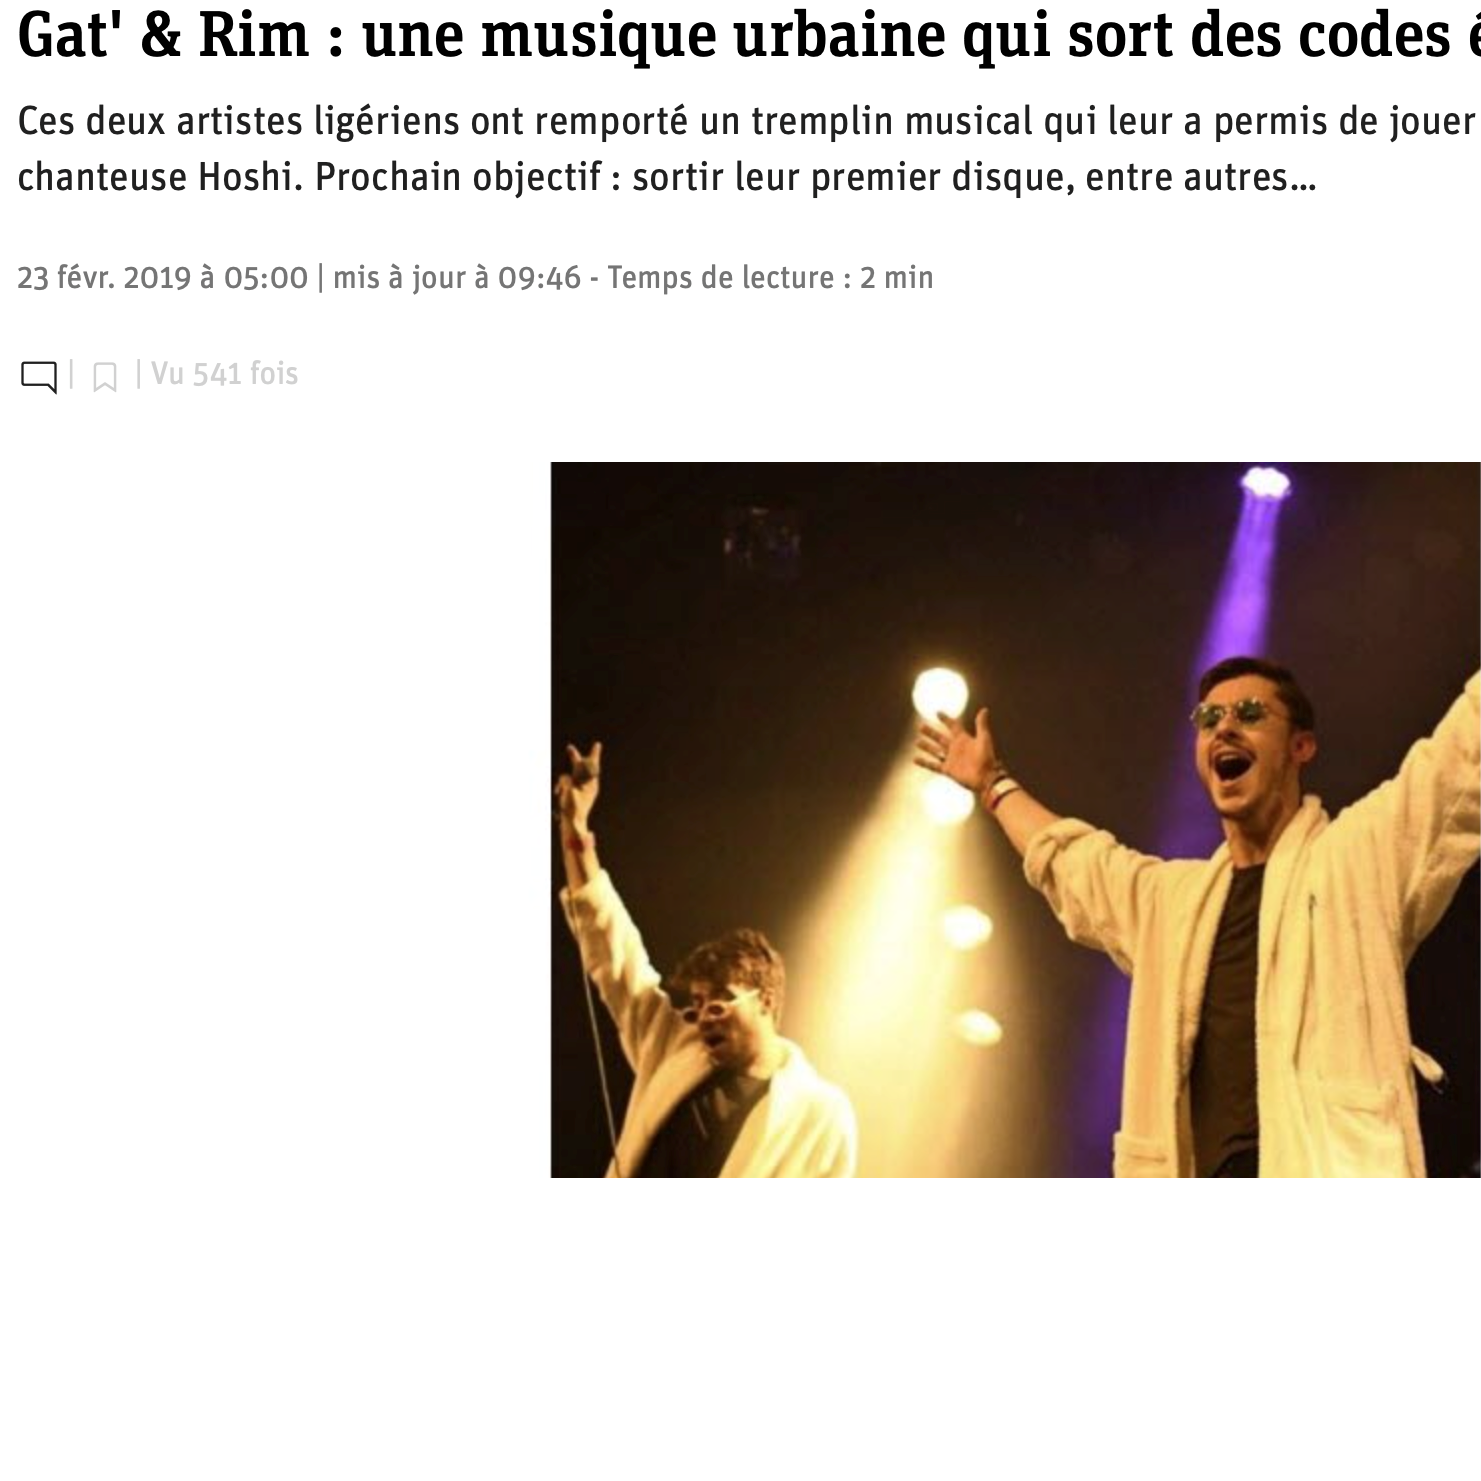 Gat' & Rim : une musique urbaine qui sort des codes
Ces deux artistes ligériens ont remporté un tremplin musical qui leur a permis de jouer
chanteuse Hoshi. Prochain objectif : sortir leur premier disque, entre autres...
23 févr. 2019 à 05:00 | mis à jour à 09:46 - Temps de lecture : 2 min
| | Vu 541 fois